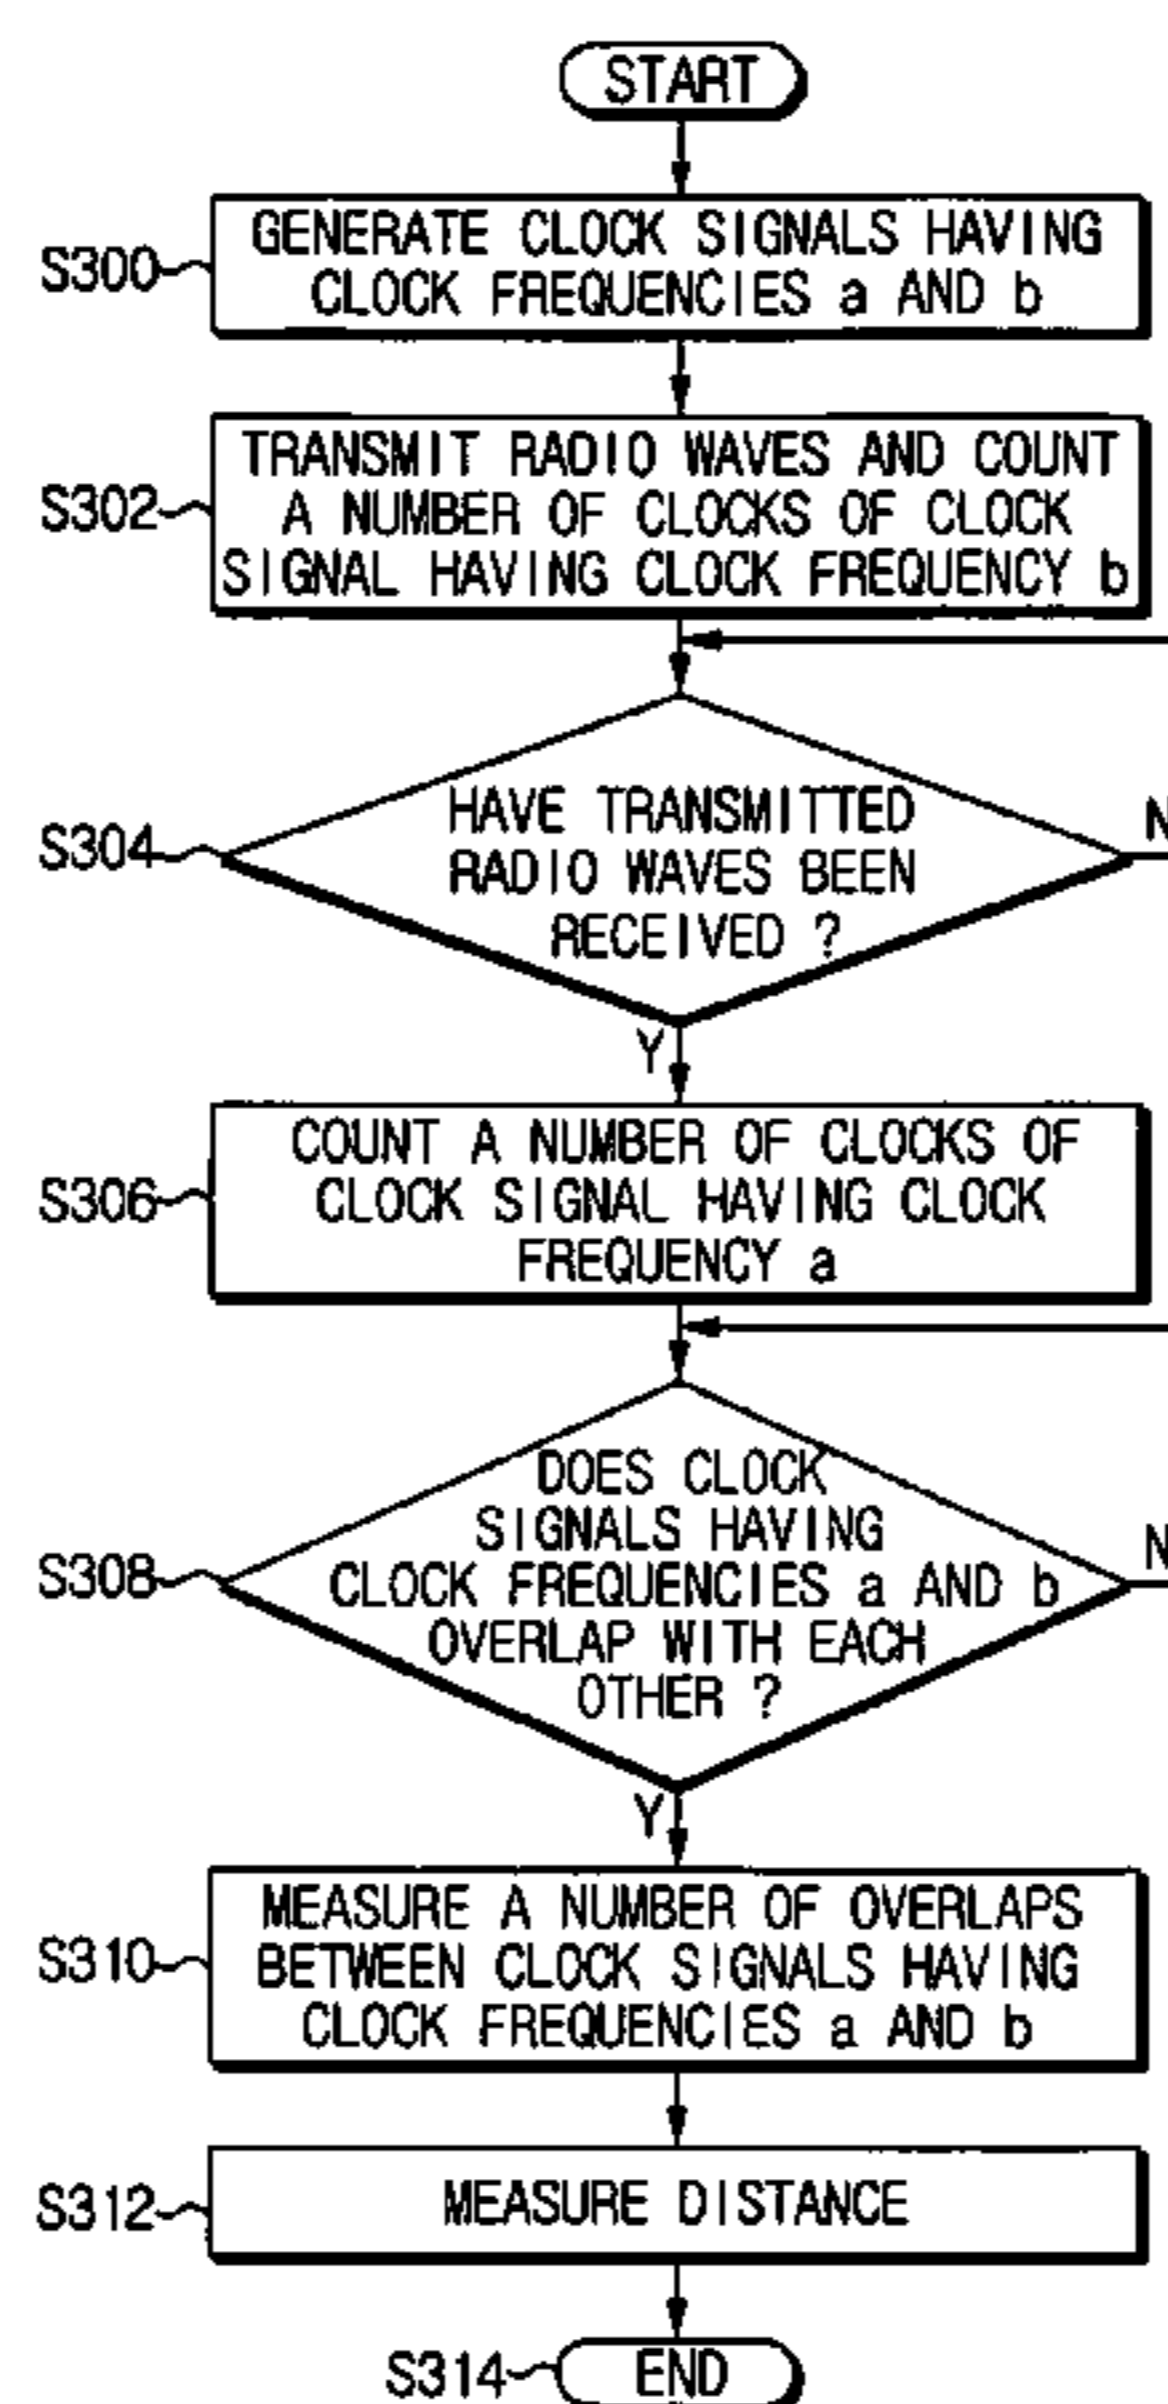 START
S300
GENERATE CLOCK SIGNALS HAVING
CLOCK FREQUENCIES a AND b
S302
TRANSMIT RADIO WAVES AND COUNT
A NUMBER OF CLOCKS OF CLOCK
SIGNAL HAVING CLOCK FREQUENCY b
S304
HAVE TRANSMITTED
RADIO WAVES BEEN
RECEIVED ?
N
Y
S306
COUNT A NUMBER OF CLOCKS OF
CLOCK SIGNAL HAVING CLOCK
FREQUENCY a
S308
DOES CLOCK
SIGNALS HAVING
CLOCK FREQUENCIES a AND b
OVERLAP WITH EACH
OTHER ?
N
Y
S310
MEASURE A NUMBER OF OVERLAPS
BETWEEN CLOCK SIGNALS HAVING
CLOCK FREQUENCIES a AND b
S312
MEASURE DISTANCE
S314
END